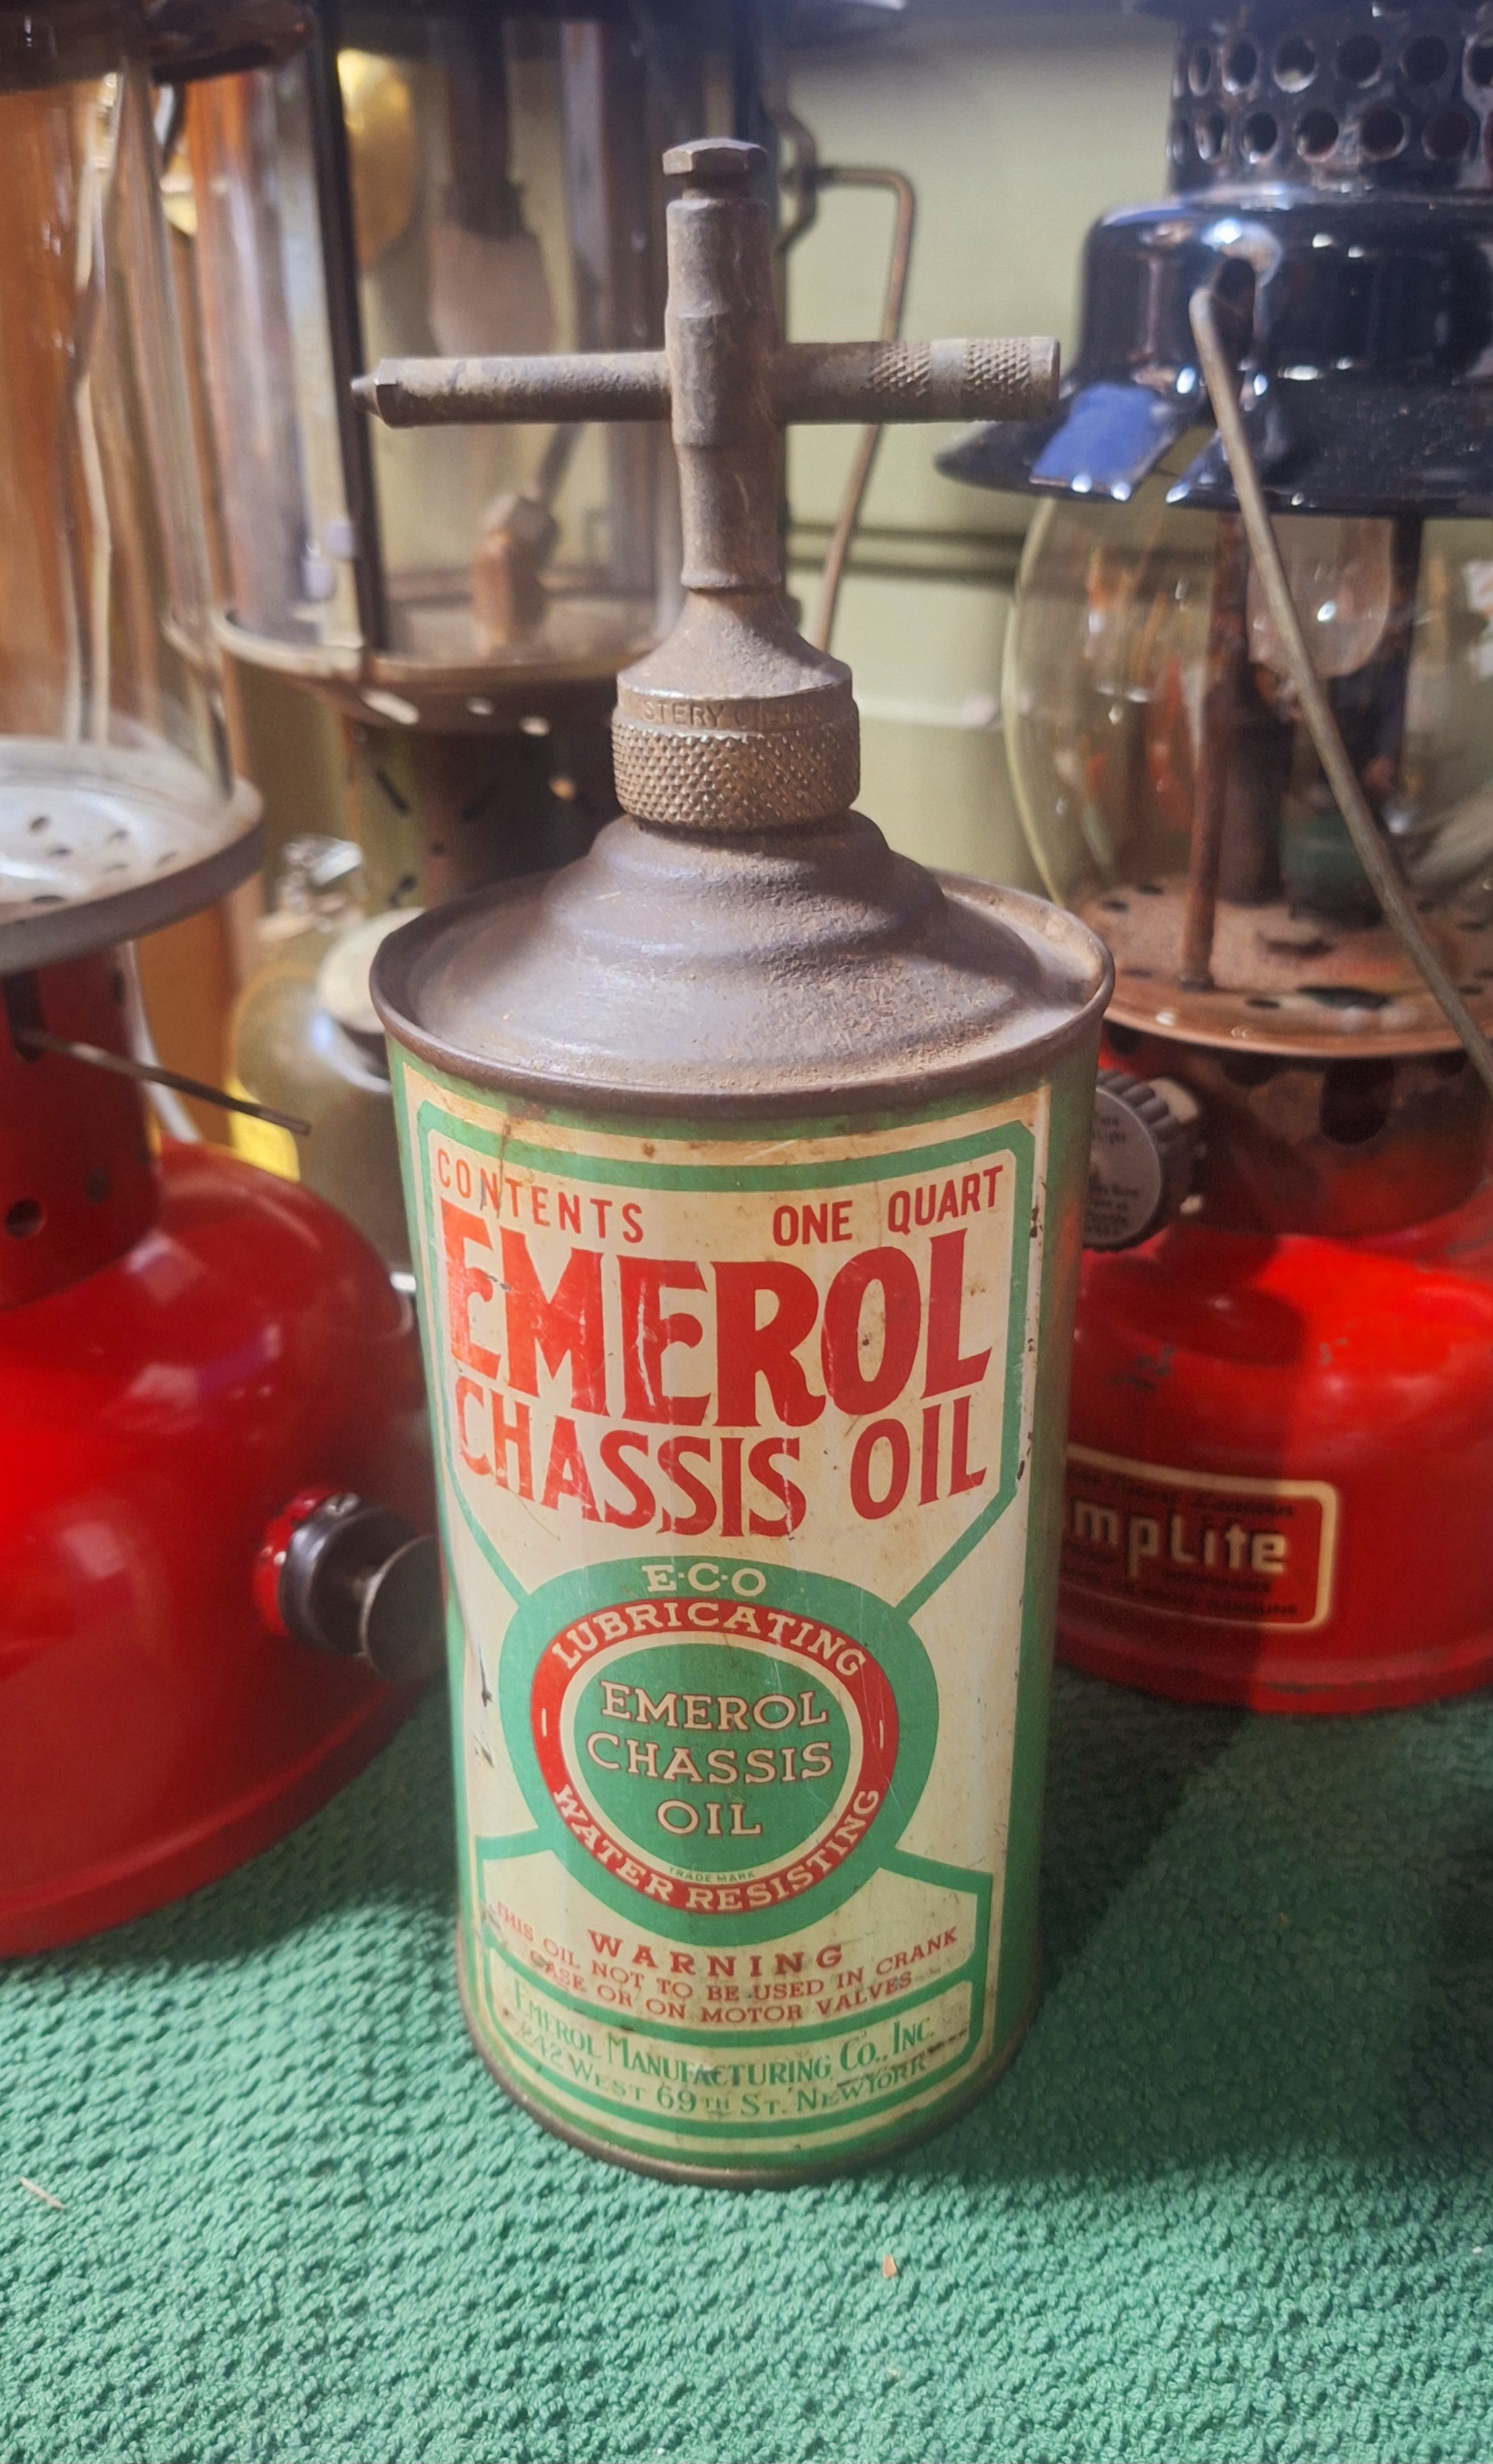 STERY C
CONTENTS ONE QUART
EMEROL
CHASSIS OIL
E·C·O
LUBRICATING
EMEROL
CHASSIS
OIL
TRADE MARK
WATER RESISTING
WARNING
THIS OIL NOT TO BE USED IN CRANK
CASE OR ON MOTOR VALVES
EMEROL MANUFACTURING CO., INC.
242 WEST 69TH ST. NEW YORK
mpLite